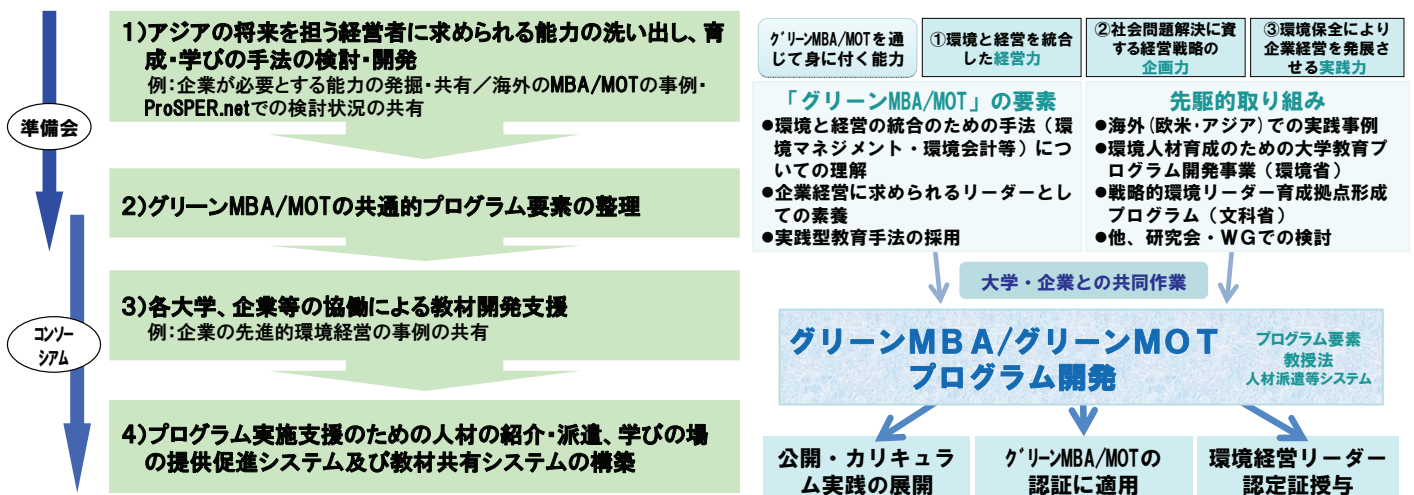 準備会
コンソー
シアム
1)アジアの将来を担う経営者に求められる能力の洗い出し、育
成・学びの手法の検討・開発
例:企業が必要とする能力の発掘・共有／海外のMBA/MOTの事例・
ProSPER.netでの検討状況の共有
2)グリーンMBA/MOTの共通的プログラム要素の整理
3)各大学、企業等の協働による教材開発支援
例:企業の先進的環境経営の事例の共有
4)プログラム実施支援のための人材の紹介・派遣、学びの場
の提供促進システム及び教材共有システムの構築
グリーンMBA/MOTを通
じて身に付く能力
①環境と経営を統合
した経営力
②社会問題解決に資
する経営戦略の
企画力
③環境保全により
企業経営を発展さ
せる実践力
「グリーンMBA/MOT」の要素
●環境と経営の統合のための手法（環
境マネジメント・環境会計等）につ
いての理解
●企業経営に求められるリーダーとし
ての素養
●実践型教育手法の採用
先駆的取り組み
●海外(欧米・アジア)での実践事例
●環境人材育成のための大学教育プ
ログラム開発事業（環境省）
●戦略的環境リーダー育成拠点形成
プログラム（文科省）
●他、研究会・ＷＧでの検討
大学・企業との共同作業
グリーンＭＢＡ/グリーンＭＯＴ
プログラム開発
プログラム要素
教授法
人材派遣等システム
公開・カリキュラ
ム実践の展開
グリーンMBA/MOTの
認証に適用
環境経営リーダー
認定証授与